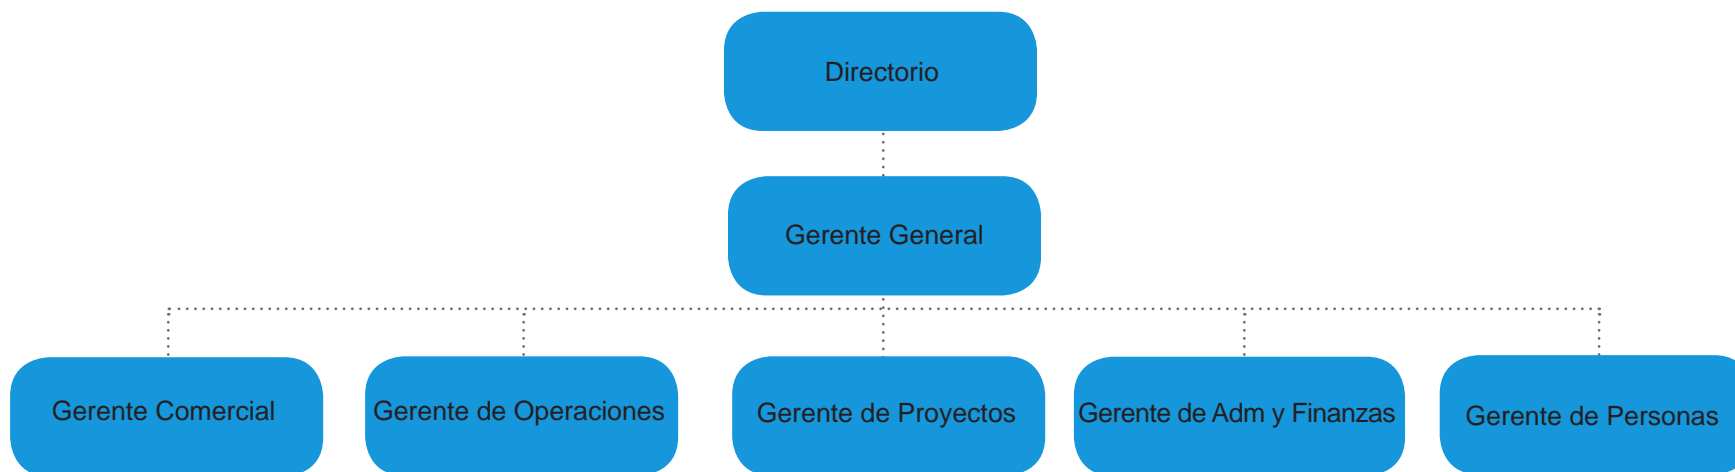 Directorio
Gerente General
Gerente Comercial
Gerente de Operaciones
Gerente de Proyectos
Gerente de Adm y Finanzas
Gerente de Personas